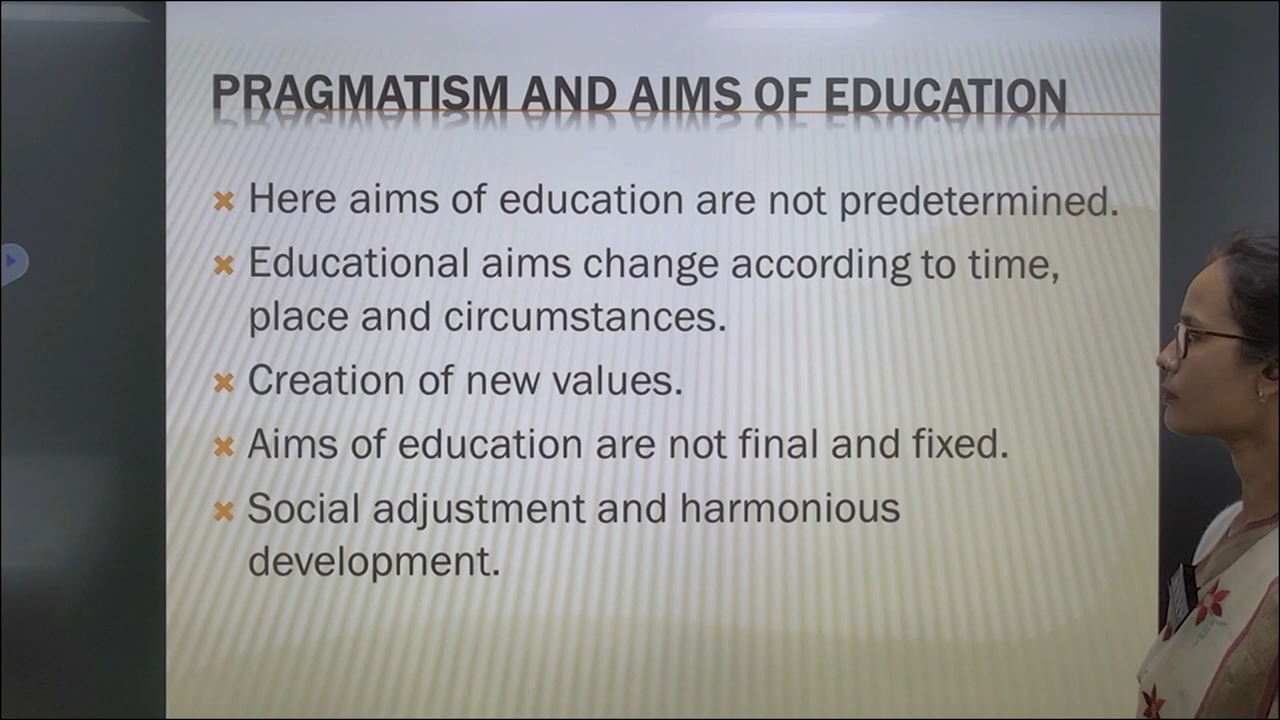 PRAGMATISM AND AIMS OF EDUCATION
Here aims of education are not predetermined.
Educational aims change according to time,
place and circumstances.
Creation of new values.
Aims of education are not final and fixed.
Social adjustment and harmonious
development.